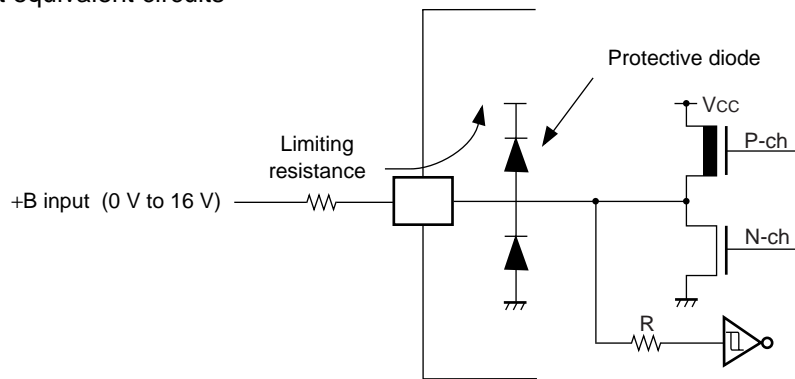 equivalent circuits
Protective diode
VCC
Limiting
resistance
P-ch
+B input (0 V to 16 V)
N-ch
R